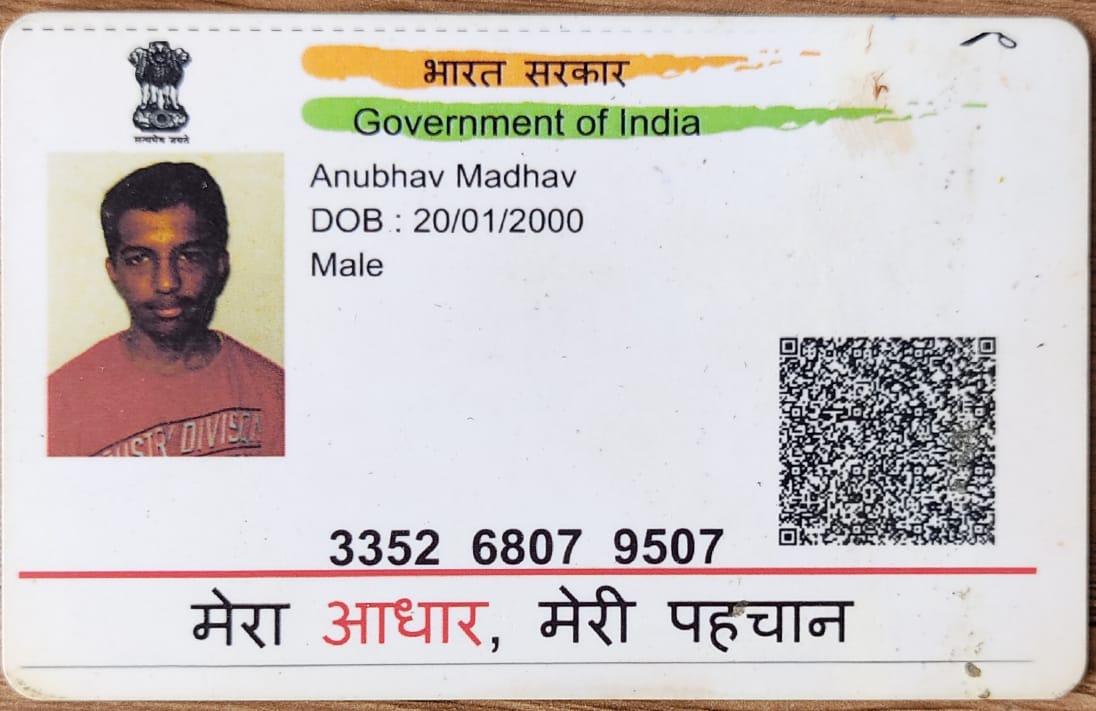 सत्यमेव जयते
भारत सरकार
Government of India
Anubhav Madhav
DOB : 20/01/2000
Male
DIVISION
3352 6807 9507
मेरा आधार, मेरी पहचान